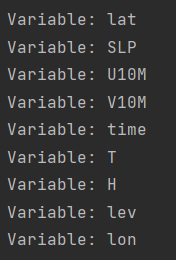 Variable: lat
Variable: SLP
Variable: U10M
Variable: V10M
Variable: time
Variable: T
Variable: H
Variable: lev
Variable: lon